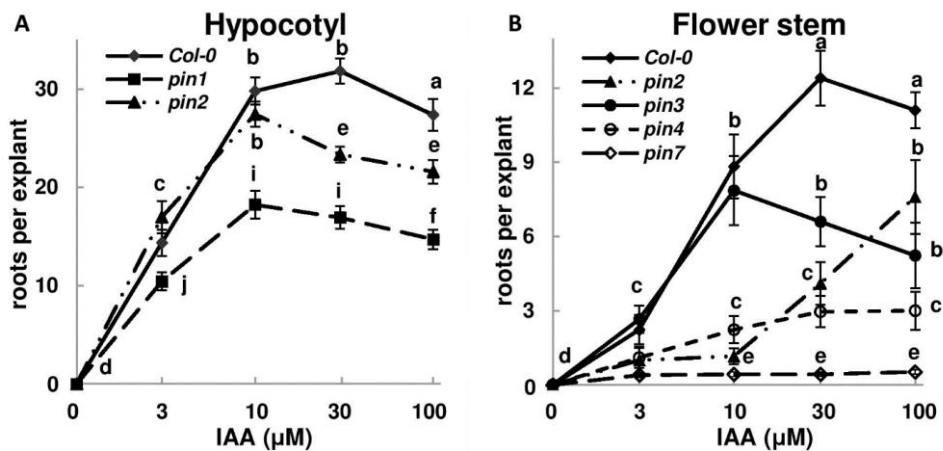 A Hypocotyl
Col-0
pin1
pin2
roots per explant
30
20
10
0
b b a
b e e
c i i f
j
d
0 3 10 30 100
IAA (µM)
B Flower stem
Col-0
pin2
pin3
pin4
pin7
roots per explant
12
9
6
3
0
a
b b
b
b
c c c c
d e e e
0 3 10 30 100
IAA (µM)